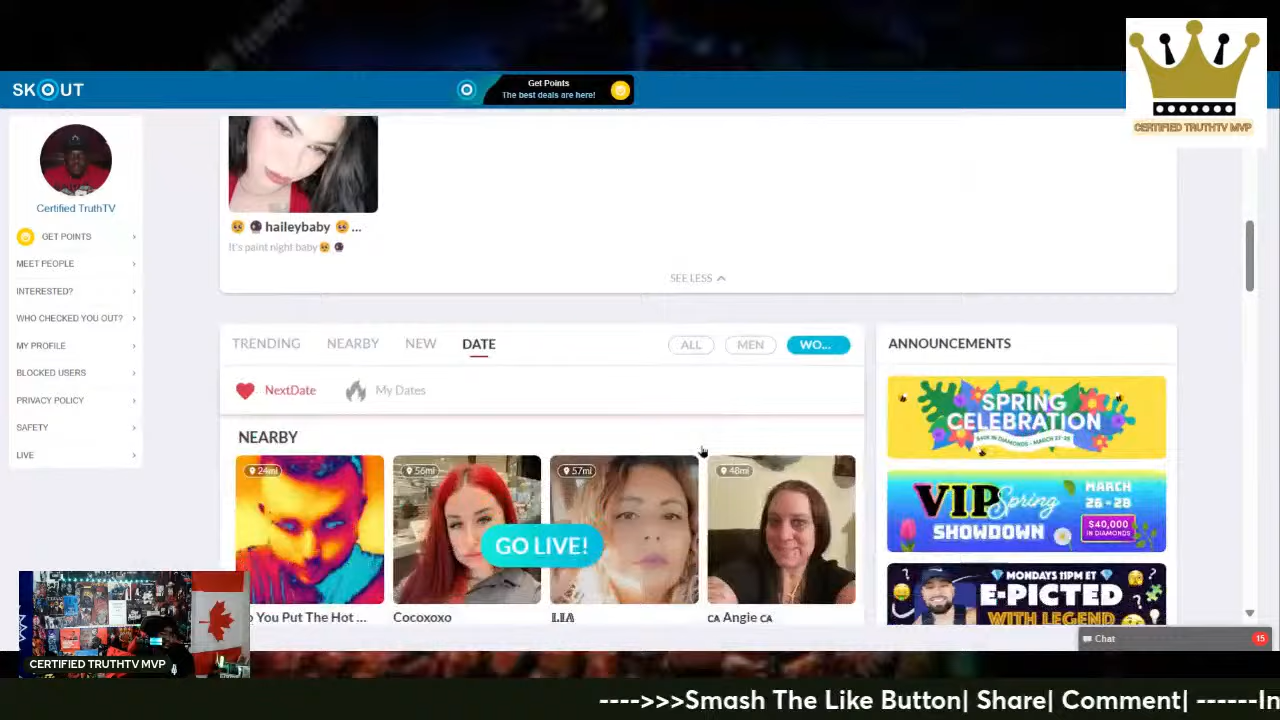 SKOUT
Get Points
The best deals are here!
CERTIFIED TRUTHTV MVP
Certified TruthTV
GET POINTS
MEET PEOPLE
INTERESTED?
WHO CHECKED YOU OUT?
MY PROFILE
BLOCKED USERS
PRIVACY POLICY
SAFETY
LIVE
haileybaby ...
It's paint night baby
SEE LESS
TRENDING NEARBY NEW DATE
ALL MEN WO...
NextDate My Dates
NEARBY
24mi
56mi
57mi
48mi
GO LIVE!
You Put The Hot ...
Cocoxoxo
LIA
CA Angie CA
ANNOUNCEMENTS
SPRING
CELEBRATION
VIP Spring
SHOWDOWN
MARCH
26-28
$40,000
IN DIAMONDS
MONDAYS 11PM ET
E-PICTED
WITH LEGEND
Chat 15
CERTIFIED TRUTHTV MVP
---->>>Smash The Like Button| Share| Comment| ------In